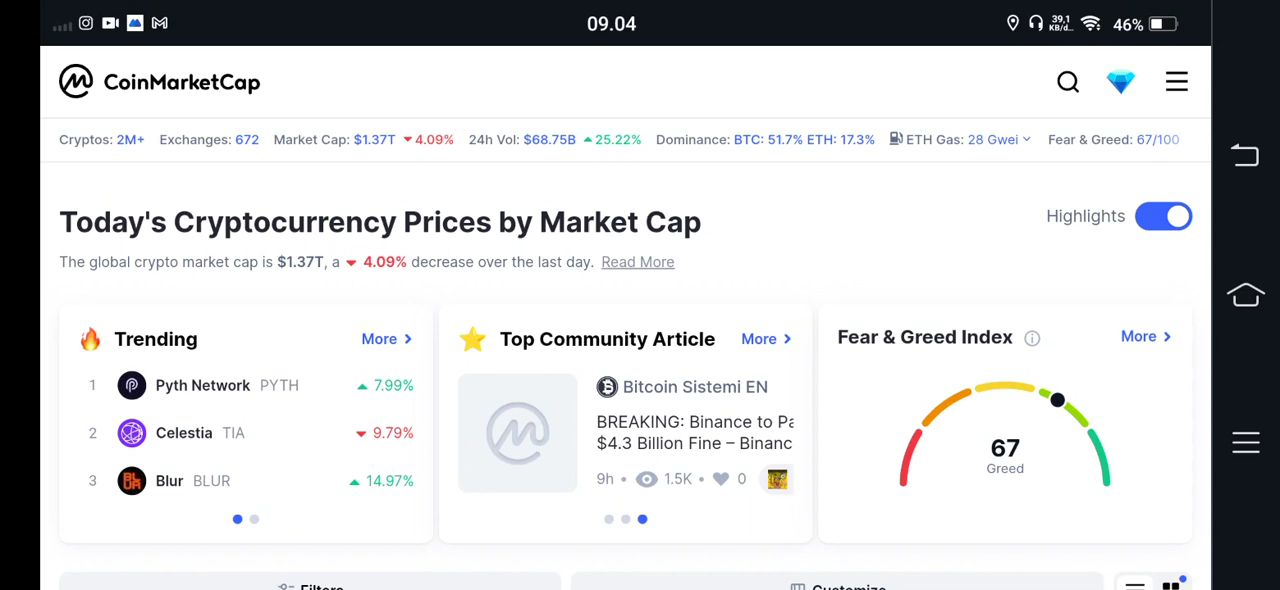 09.04
39,1
KB/d...
46%
CoinMarketCap
Cryptos: 2M+ Exchanges: 672 Market Cap: $1.37T 4.09% 24h Vol: $68.75B 25.22% Dominance: BTC: 51.7% ETH: 17.3% ETH Gas: 28 Gwei Fear & Greed: 67/100
Today's Cryptocurrency Prices by Market Cap
Highlights
The global crypto market cap is $1.37T, a 4.09% decrease over the last day. Read More
Trending
More
1 Pyth Network PYTH 7.99%
2 Celestia TIA 9.79%
3 Blur BLUR 14.97%
Top Community Article
More
Bitcoin Sistemi EN
BREAKING: Binance to Pa
$4.3 Billion Fine – Binanc
9h • 1.5K • 0
Fear & Greed Index
More
67
Greed
Filters
Customize